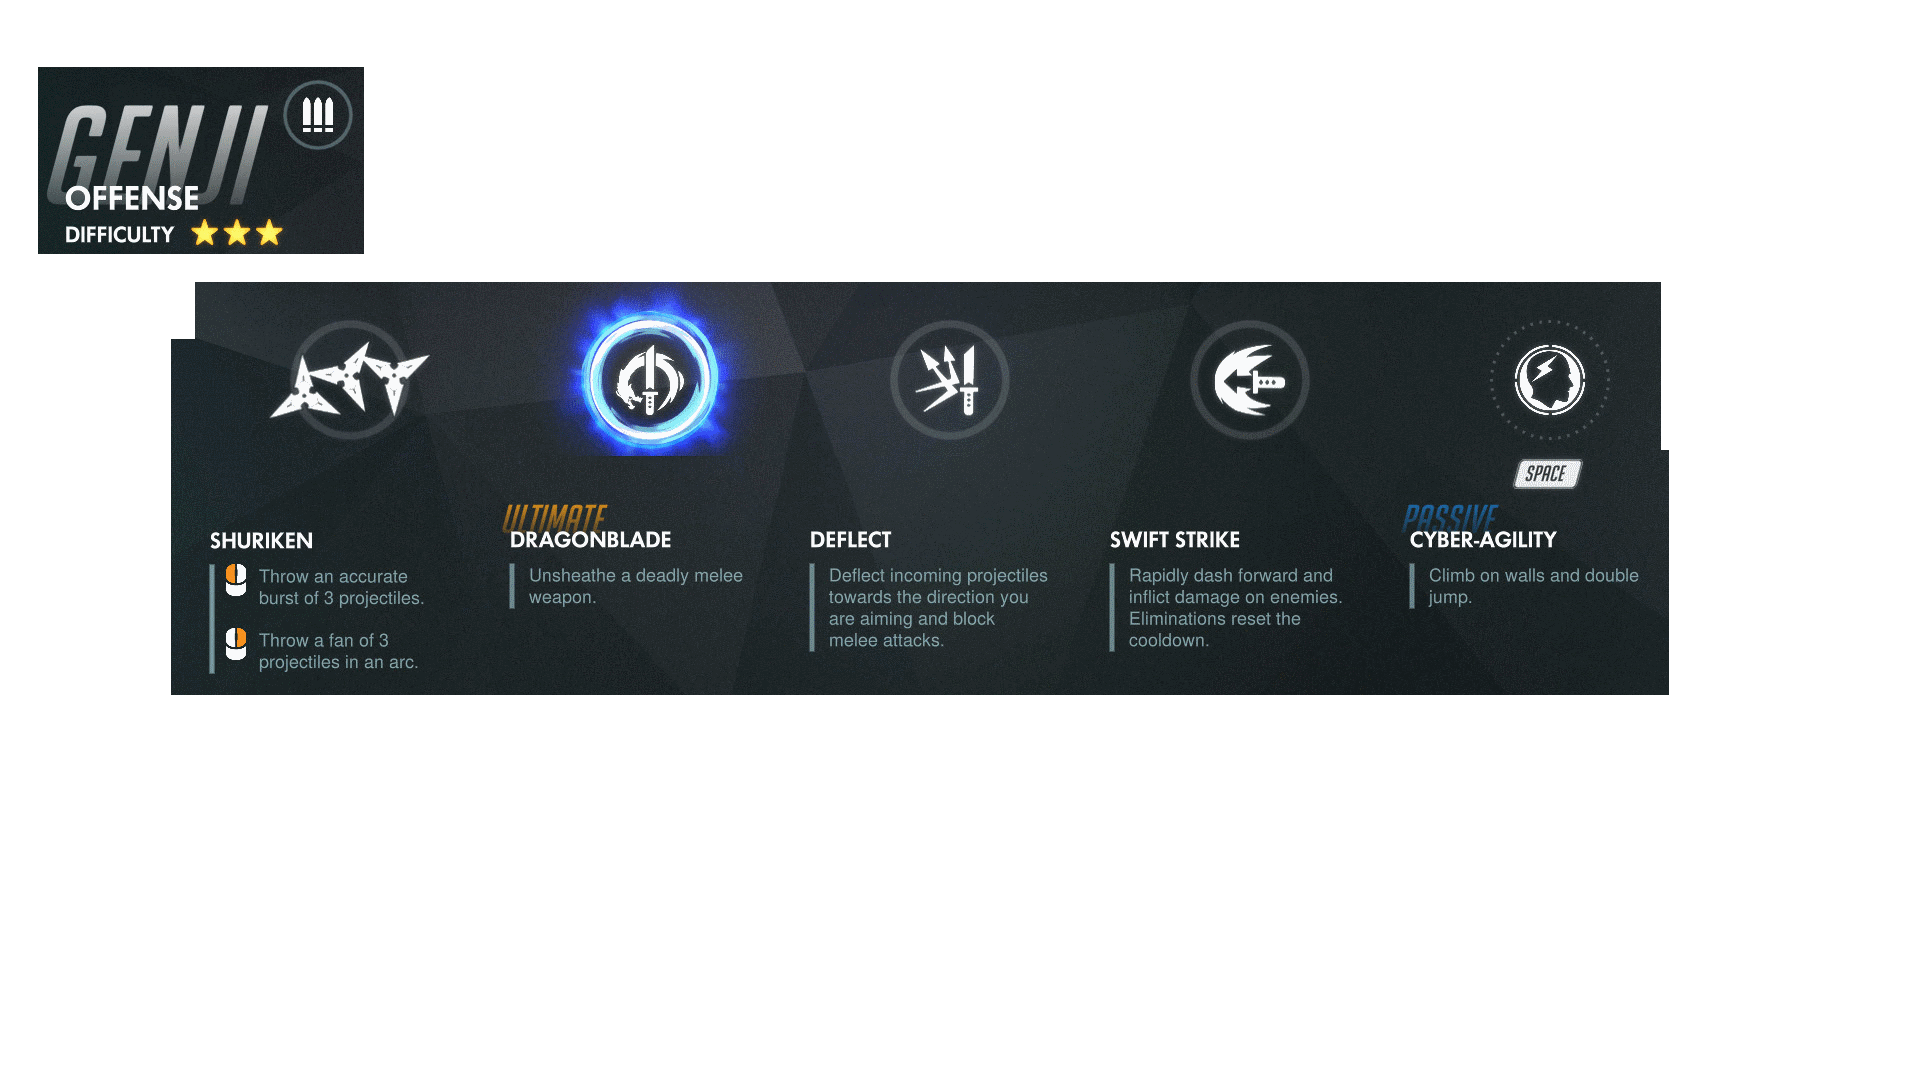 GENJI
OFFENSE
DIFFICULTY
SPACE
SHURIKEN
Throw an accurate
burst of 3 projectiles.
Throw a fan of 3
projectiles in an arc.
ULTIMATE
DRAGONBLADE
Unsheathe a deadly melee
weapon.
DEFLECT
Deflect incoming projectiles
towards the direction you
are aiming and block
melee attacks.
SWIFT STRIKE
Rapidly dash forward and
inflict damage on enemies.
Eliminations reset the
cooldown.
PASSIVE
CYBER-AGILITY
Climb on walls and double
jump.